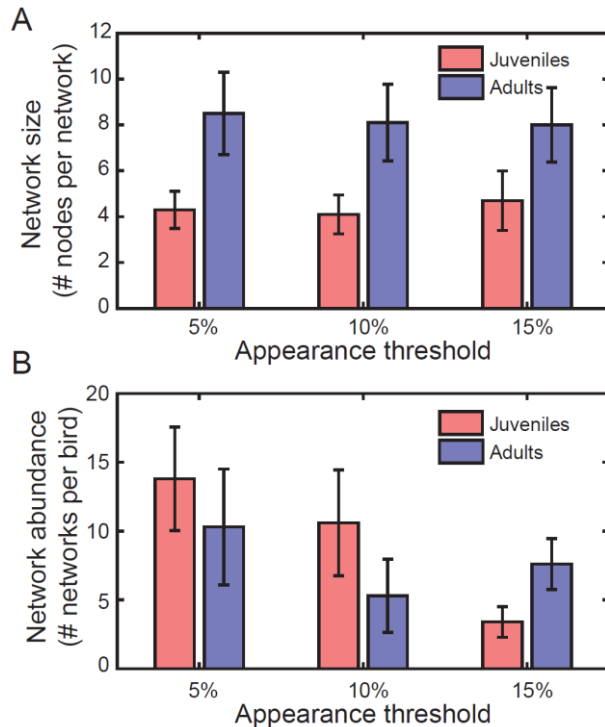 A
Network size
(# nodes per network)
12
10
8
6
4
2
0
Juveniles
Adults
5%
10%
15%
Appearance threshold
B
Network abundance
(# networks per bird)
20
15
10
5
0
Juveniles
Adults
5%
10%
15%
Appearance threshold